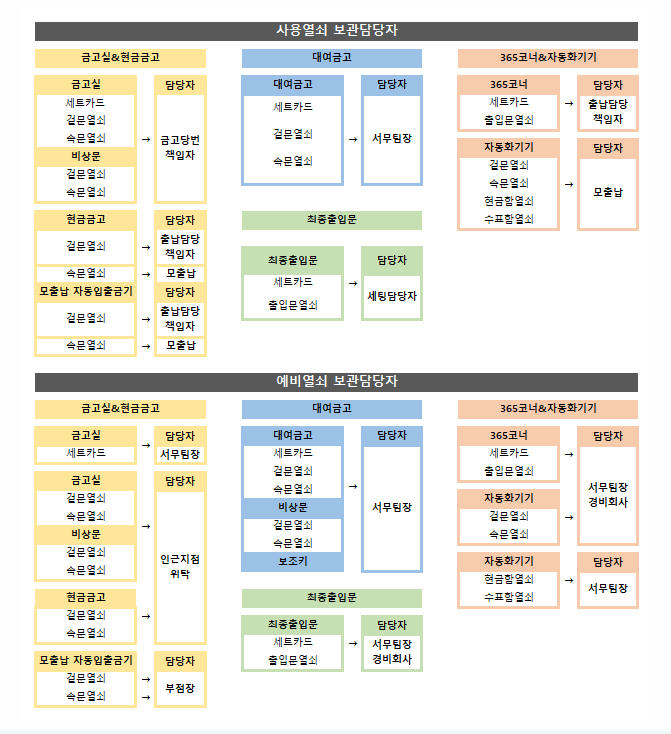 사용열쇠 보관담당자
금고실&현금금고
금고실
담당자
세트카드
겉문열쇠
속문열쇠
→
금고당번
책임자
비상문
겉문열쇠
속문열쇠
현금금고
담당자
겉문열쇠
→
출납담당
책임자
속문열쇠
→
모출납
모출납 자동입출금기
담당자
겉문열쇠
→
출납담당
책임자
속문열쇠
→
모출납
대여금고
대여금고
담당자
세트카드
겉문열쇠
속문열쇠
→
서무팀장
최종출입문
최종출입문
담당자
세트카드
출입문열쇠
→
세팅담당자
365코너&자동화기기
365코너
담당자
세트카드
출입문열쇠
→
출납담당
책임자
자동화기기
담당자
겉문열쇠
속문열쇠
현금함열쇠
수표함열쇠
→
모출납
예비열쇠 보관담당자
금고실&현금금고
금고실
담당자
세트카드
→
서무팀장
금고실
담당자
겉문열쇠
속문열쇠
비상문
겉문열쇠
속문열쇠
→
인근지점
위탁
현금금고
겉문열쇠
속문열쇠
→
모출납 자동입출금기
담당자
겉문열쇠
→
속문열쇠
→
부점장
대여금고
대여금고
담당자
세트카드
겉문열쇠
속문열쇠
→
서무팀장
비상문
겉문열쇠
속문열쇠
보조키
최종출입문
최종출입문
담당자
세트카드
출입문열쇠
→
서무팀장
경비회사
365코너&자동화기기
365코너
담당자
세트카드
출입문열쇠
→
서무팀장
경비회사
자동화기기
겉문열쇠
속문열쇠
→
자동화기기
담당자
현금함열쇠
수표함열쇠
→
서무팀장